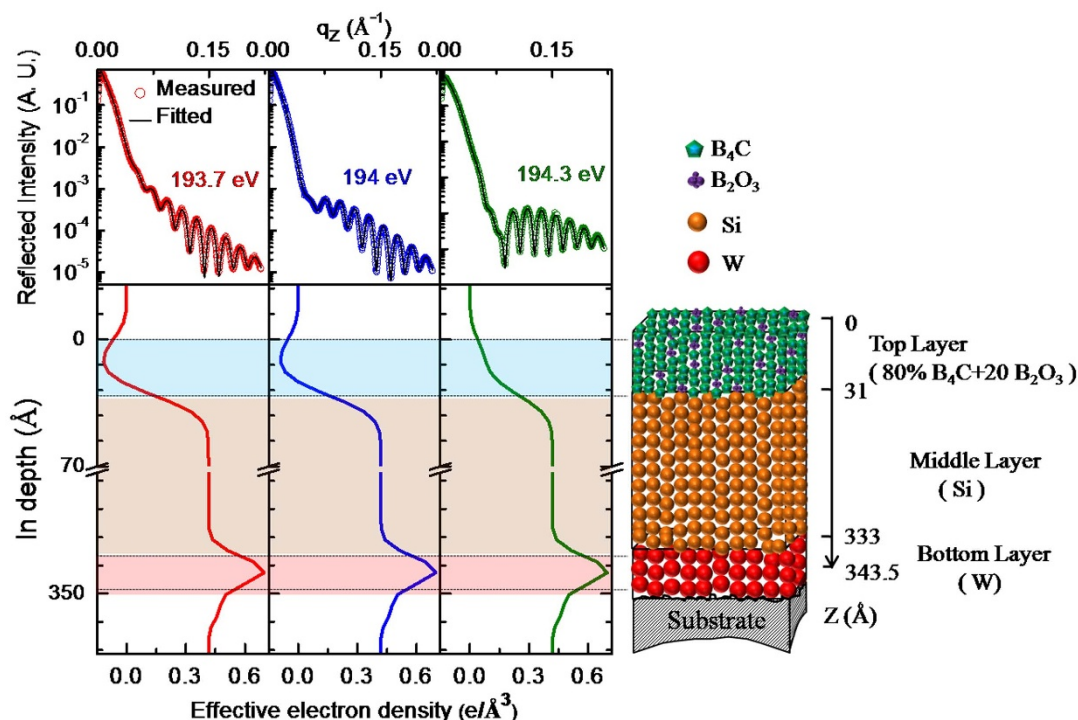 q_Z (Å⁻¹)
0.00 0.15 0.00 0.15 0.00 0.15
Reflected Intensity (A. U.)
10⁻¹
10⁻²
10⁻³
10⁻⁴
10⁻⁵
Measured
Fitted
193.7 eV
194 eV
194.3 eV
In depth (Å)
0
70
350
0.0 0.3 0.6 0.0 0.3 0.6 0.0 0.3 0.6
Effective electron density (e/Å³)
B₄C
B₂O₃
Si
W
0
Top Layer
( 80% B₄C+20 B₂O₃ )
31
Middle Layer
( Si )
333
Bottom Layer
( W )
343.5
Z (Å)
Substrate